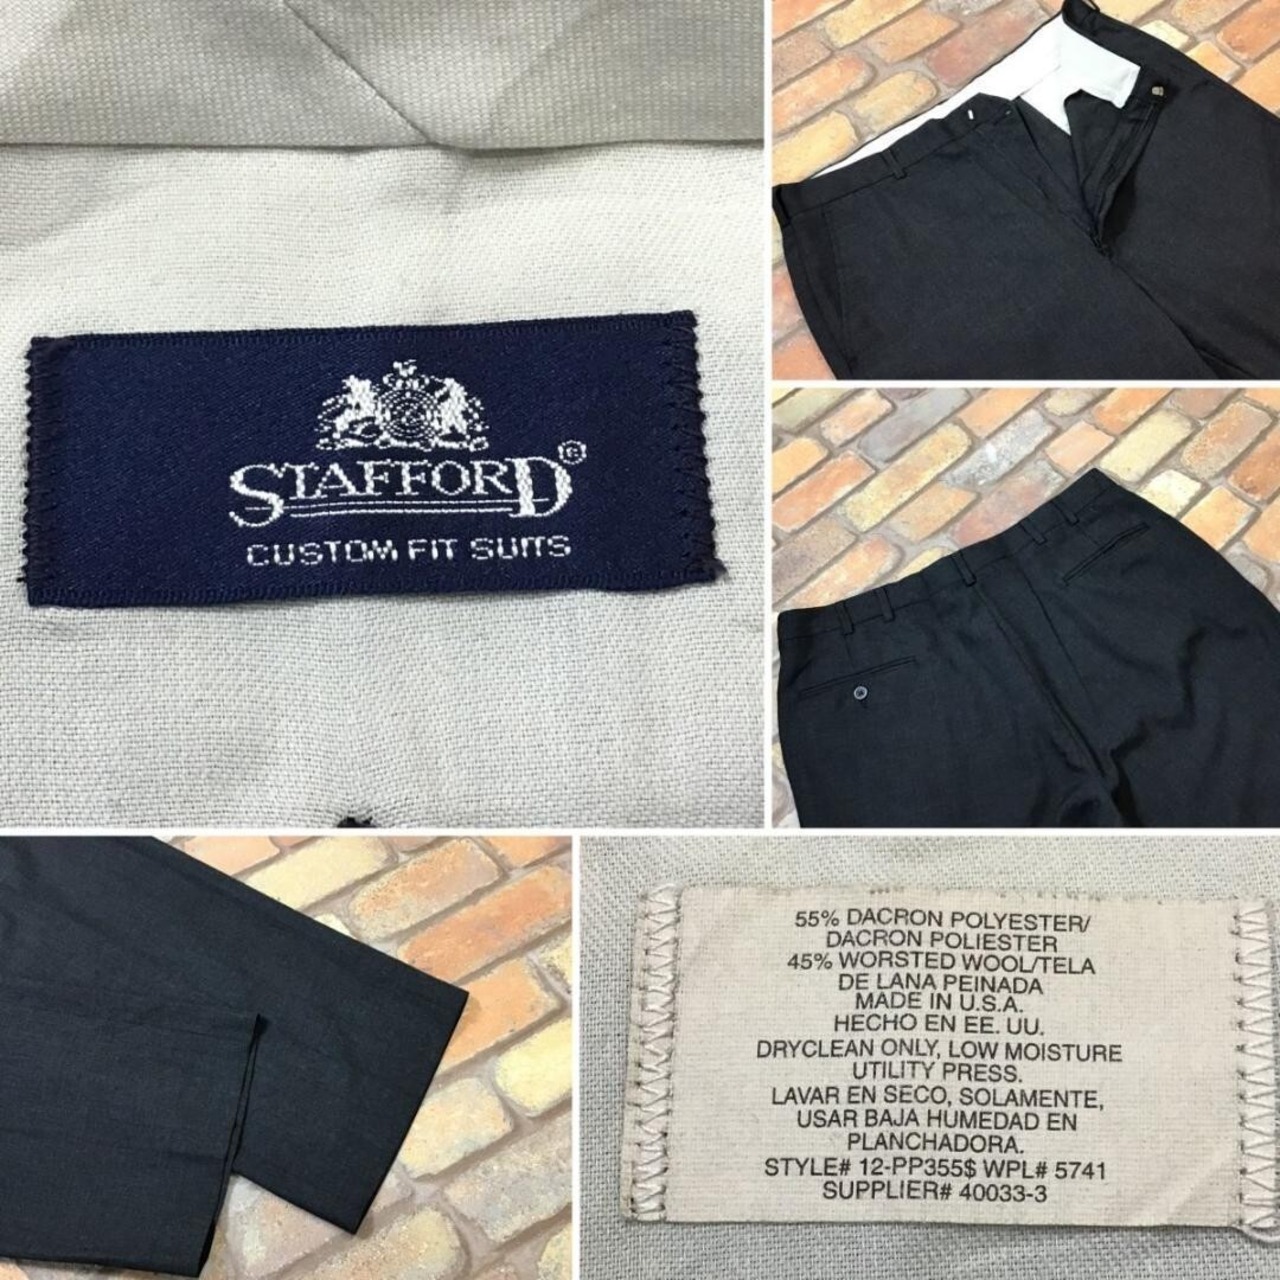 STAFFORD®
CUSTOM FIT SUITS
55% DACRON POLYESTER/
DACRON POLIESTER
45% WORSTED WOOL/TELA
DE LANA PEINADA
MADE IN U.S.A.
HECHO EN EE. UU.
DRYCLEAN ONLY, LOW MOISTURE
UTILITY PRESS.
LAVAR EN SECO, SOLAMENTE,
USAR BAJA HUMEDAD EN
PLANCHADORA.
STYLE# 12-PP355$ WPL# 5741
SUPPLIER# 40033-3